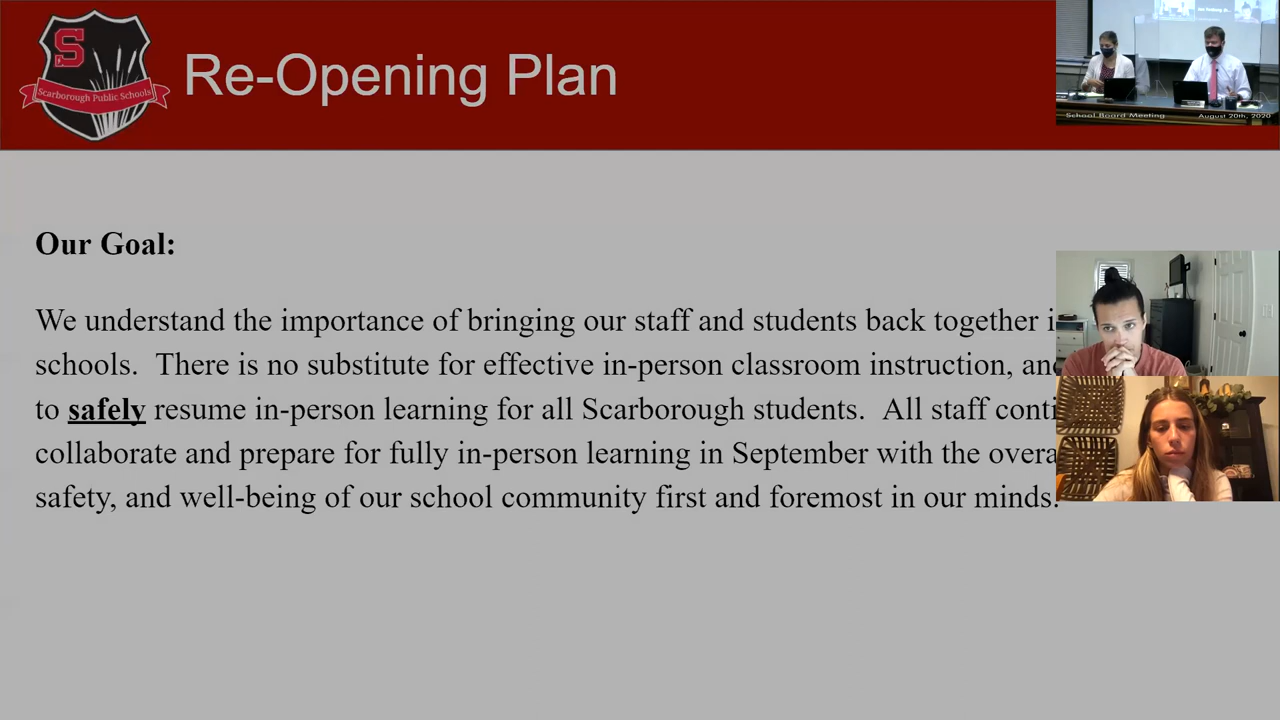 S
Scarborough Public Schools
Re-Opening Plan
School Board Meeting August 20th, 2020
Our Goal:
We understand the importance of bringing our staff and students back together
schools. There is no substitute for effective in-person classroom instruction,
to safely resume in-person learning for all Scarborough students. All staff
collaborate and prepare for fully in-person learning in September with the
safety, and well-being of our school community first and foremost in our minds.